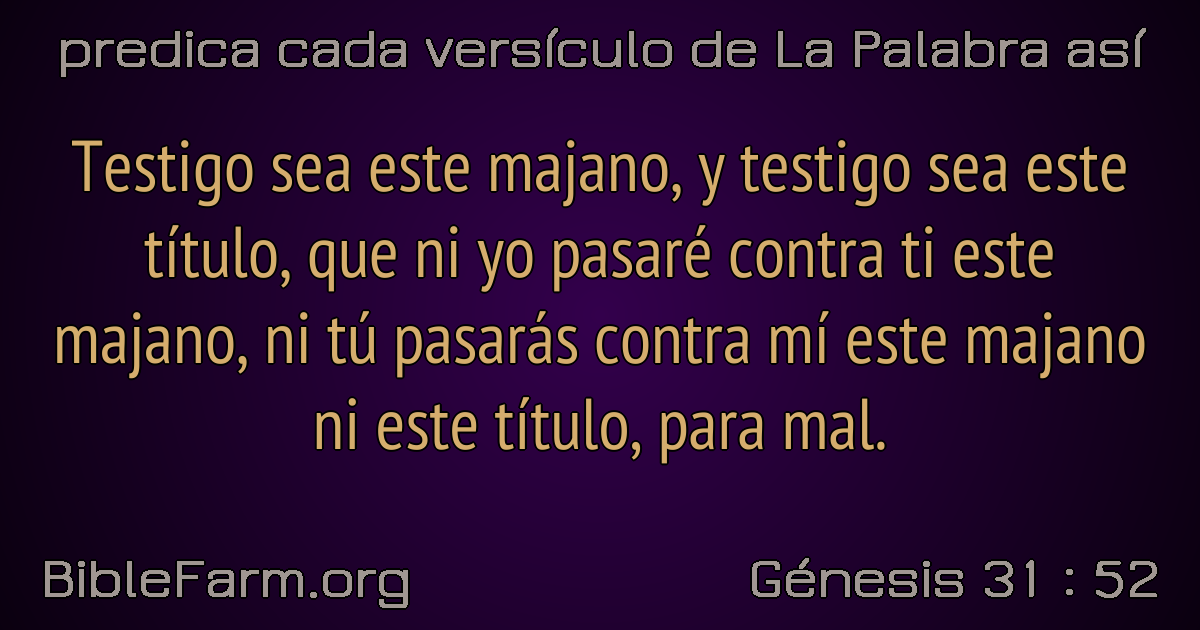 predica cada versículo de La Palabra así
Testigo sea este majano, y testigo sea este
título, que ni yo pasaré contra ti este
majano, ni tú pasarás contra mí este majano
ni este título, para mal.
BibleFarm.org
Génesis 31 : 52